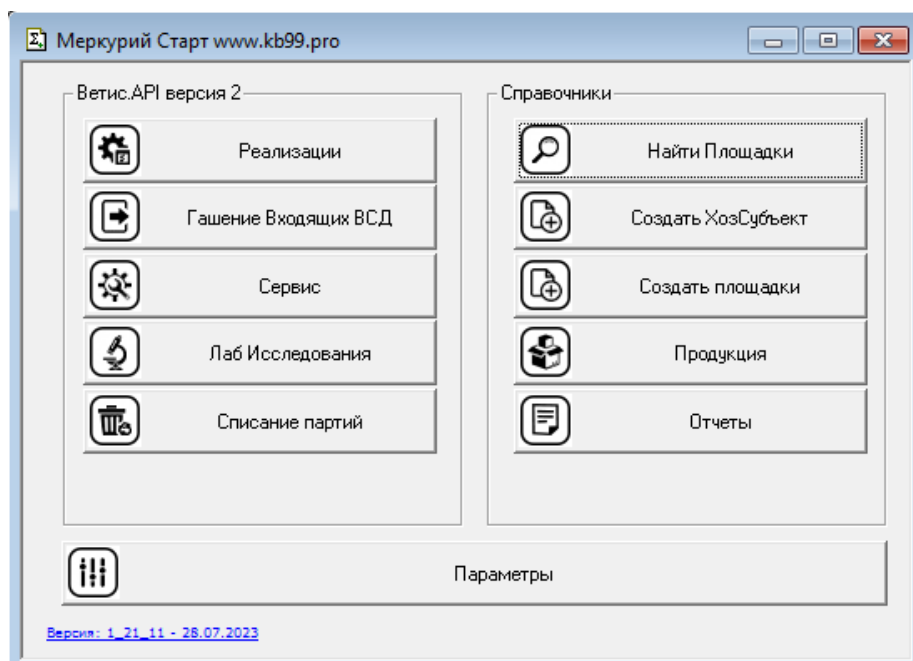 Меркурий Старт www.kb99.pro
Ветис.API версия 2
Реализации
Гашение Входящих ВСД
Сервис
Лаб Исследования
Списание партий
Справочники
Найти Площадки
Создать ХозСубъект
Создать площадки
Продукция
Отчеты
Параметры
Версия: 1_21_11 - 28.07.2023